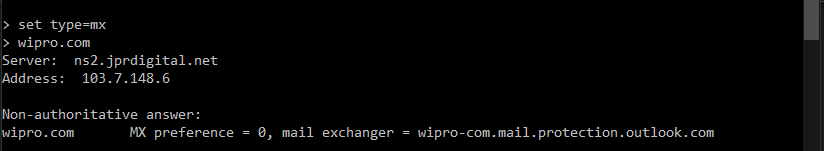 > set type=mx
> wipro.com
Server:  ns2.jprdigital.net
Address:  103.7.148.6
Non-authoritative answer:
wipro.com       MX preference = 0, mail exchanger = wipro-com.mail.protection.outlook.com